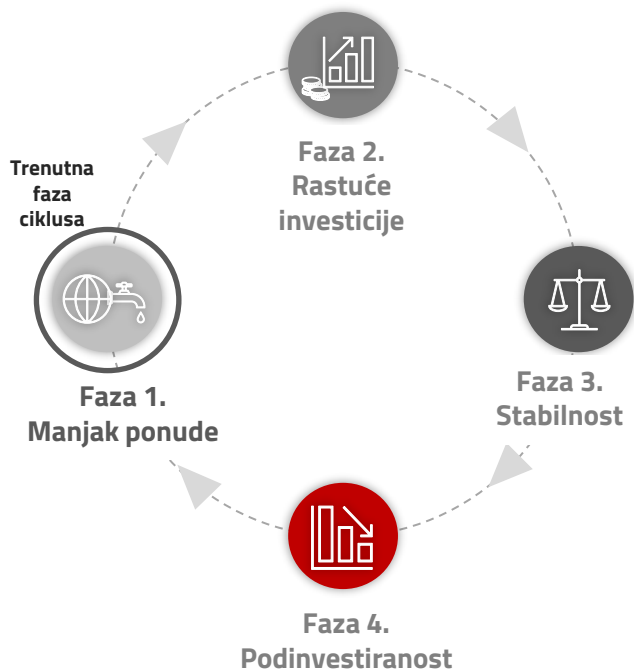 Faza 2.
Rastuće
investicije
Trenutna
faza
ciklusa
Faza 1.
Manjak ponude
Faza 3.
Stabilnost
Faza 4.
Podinvestiranost